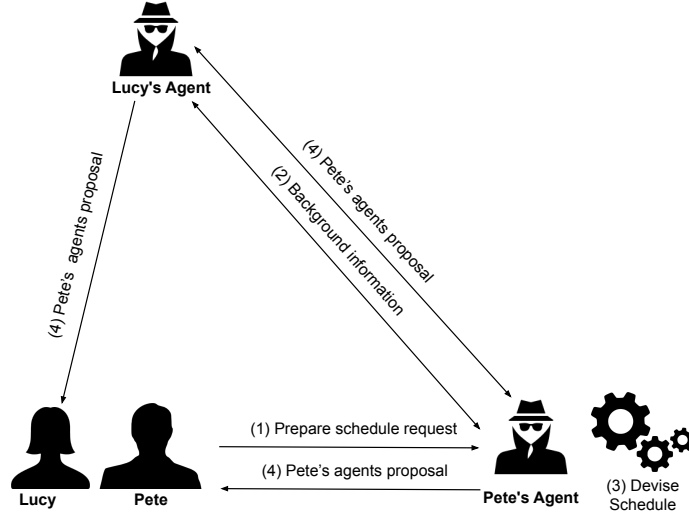 Lucy's Agent
(4) Pete's agents proposal
(2) Background information
(4) Pete's agents proposal
(1) Prepare schedule request
(4) Pete's agents proposal
Lucy
Pete
Pete's Agent
(3) Devise
Schedule